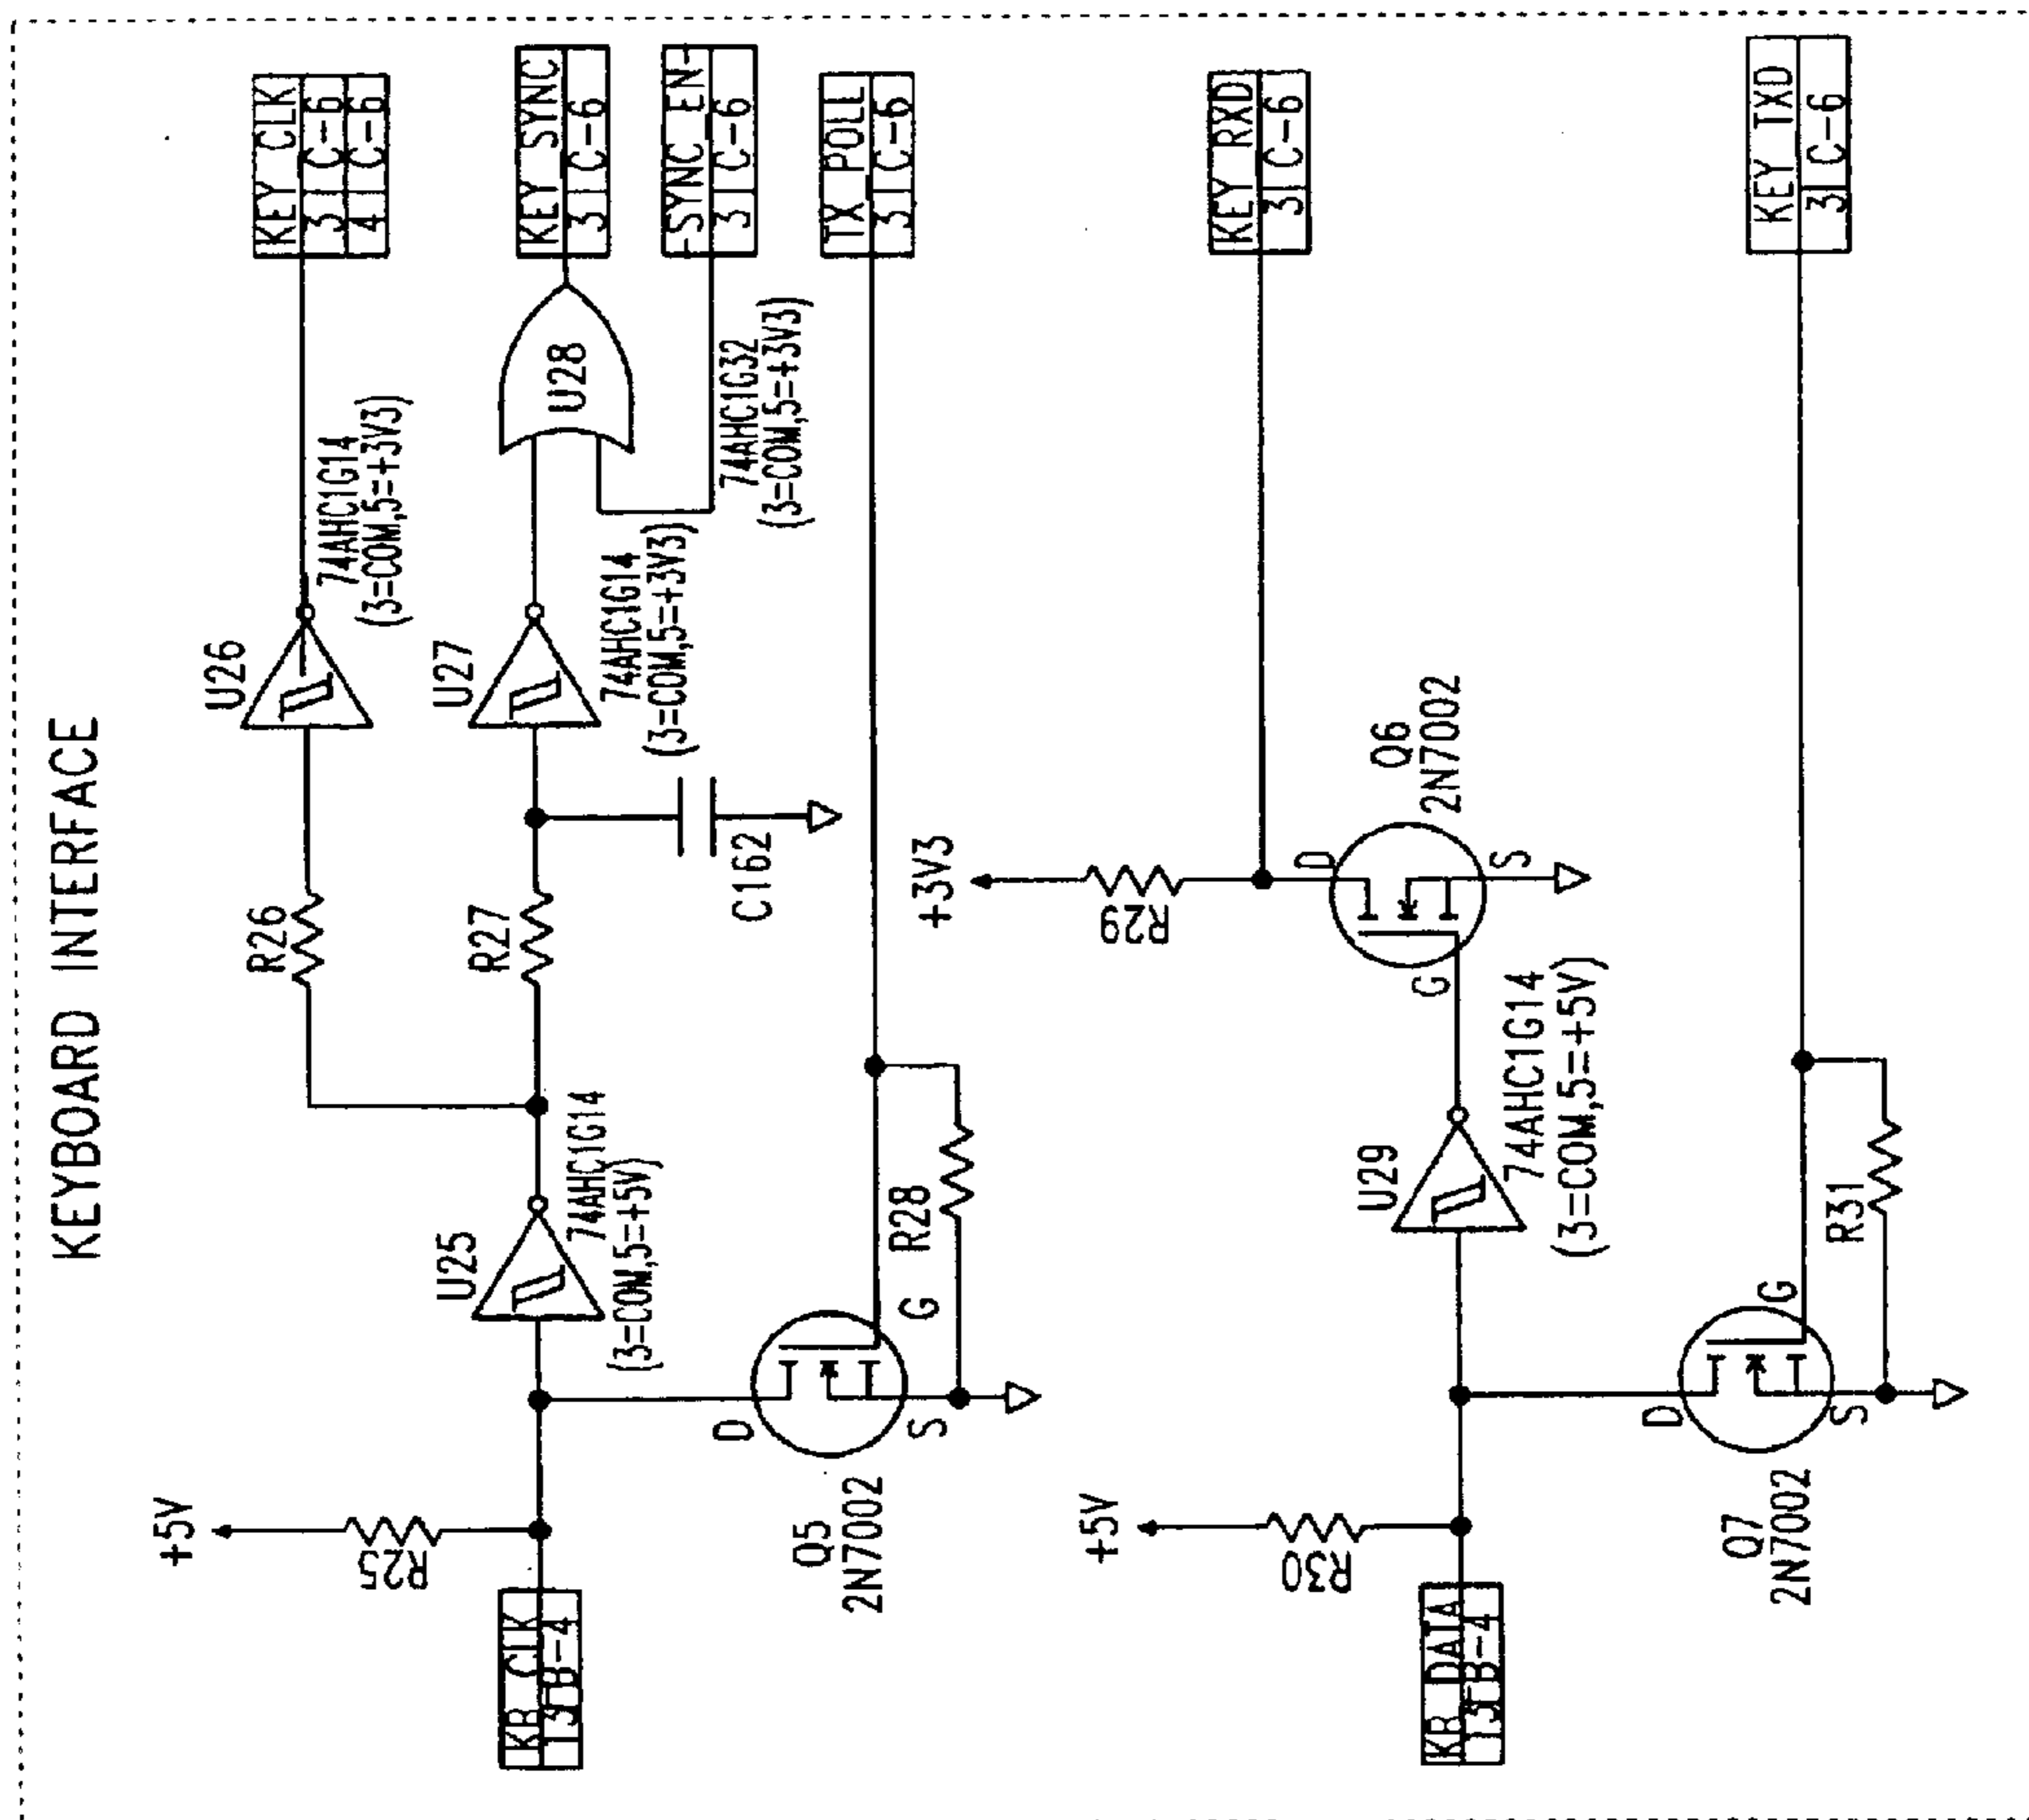 KEYBOARD INTERFACE
+5V
R25
KB CLK
13 B-4
U25
74AHC1G14
(3=COM,5=+5V)
R26
U26
74AHC1G14
(3=COM,5=+3V3)
KEY CLK
3 C-6
4 C-6
R27
U27
74AHC1G14
(3=COM,5=+3V3)
C162
U28
74AHC1G32
(3=COM,5=+3V3)
KEY SYNC
3 C-6
SYNC EN-
3 C-6
D
G
S
Q5
2N7002
R28
TX POLL
3 C-6
+5V
R30
KB DATA
13 B-4
U29
74AHC1G14
(3=COM,5=+5V)
+3V3
R29
D
G
S
Q6
2N7002
KEY RXD
3 C-6
D
G
S
Q7
2N7002
R31
KEY TXD
3 C-6